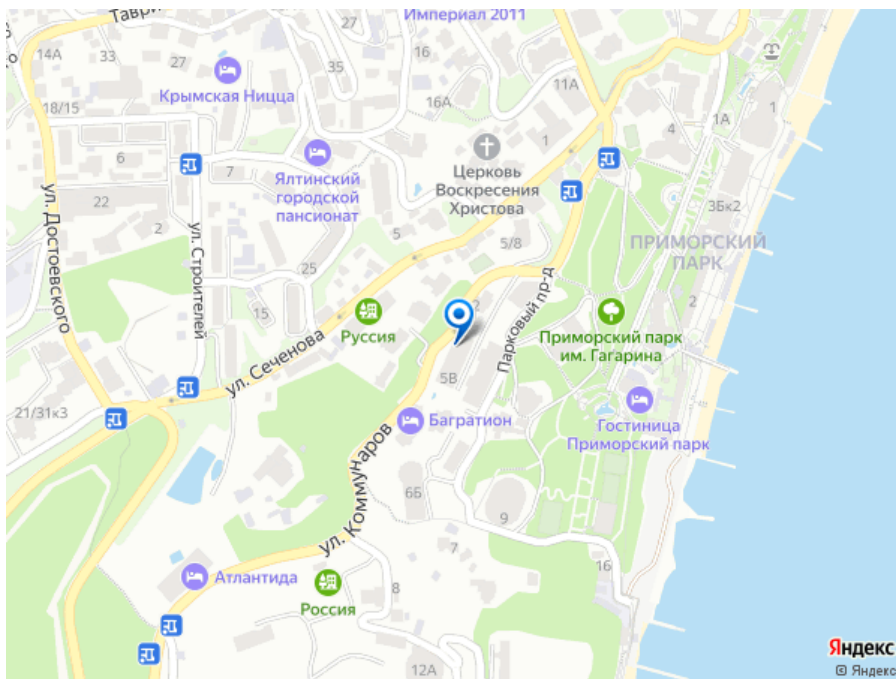 Таври
Империал 2011
14А
33
27
16
27
35
11А
Крымская Ницца
16А
18/15
1
4
1А
1
6
7
Ялтинский
городской
пансионат
Церковь
Воскресения
Христова
22
2
ул. Достоевского
ул. Строителей
5
5/8
3Бк2
ПРИМОРСКИЙ
ПАРК
25
15
Руссия
2
Парковый пр-д
2
Приморский парк
им. Гагарина
ул. Сеченова
5В
21/31к3
Багратион
Гостиница
Приморский парк
ул. Коммунаров
6Б
9
7
16
Атлантида
Россия
8
12А
Яндекс
© Яндекс